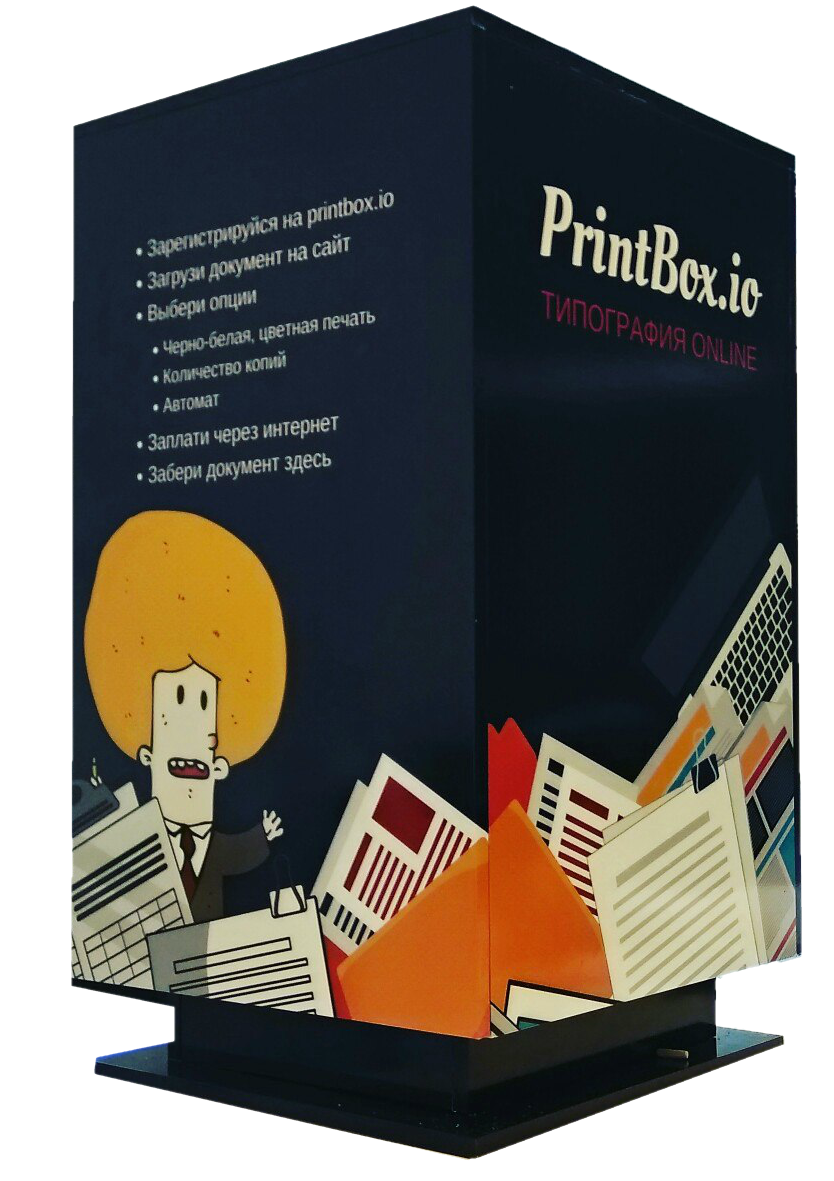 • Зарегистрируйся на printbox.io
• Загрузи документ на сайт
• Выбери опции
• Черно-белая, цветная печать
• Количество копий
• Автомат
• Заплати через интернет
• Забери документ здесь
PrintBox.io
ТИПОГРАФИЯ ONLINE